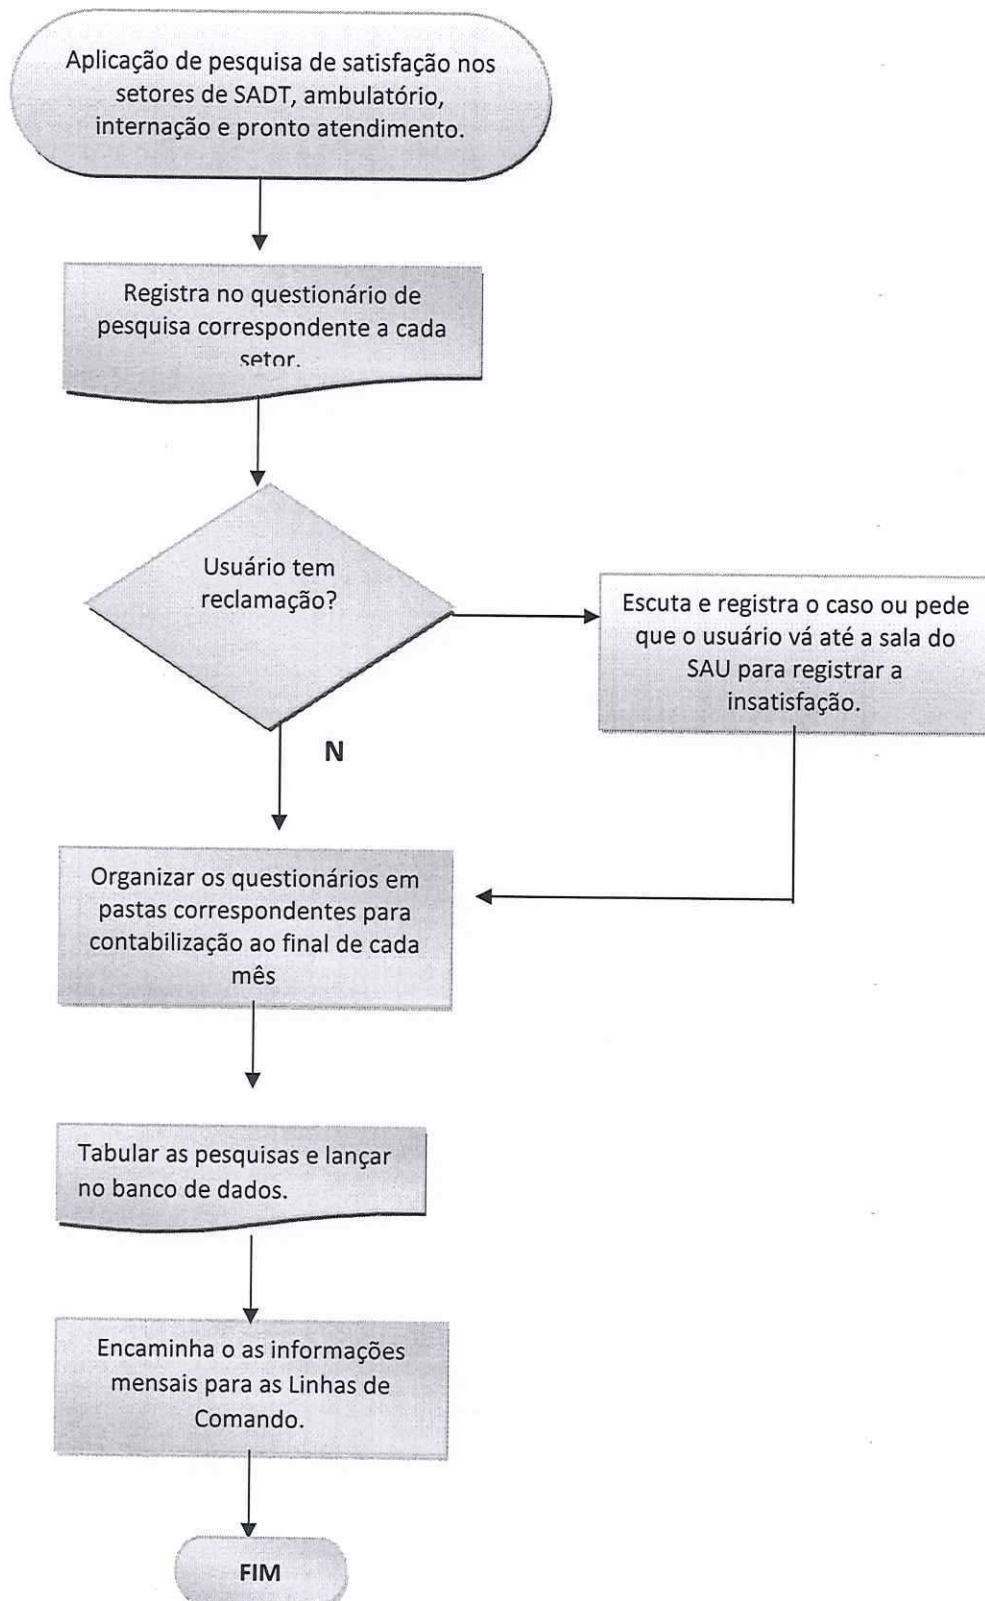 Aplicação de pesquisa de satisfação nos
setores de SADT, ambulatório,
internação e pronto atendimento.
Registra no questionário de
pesquisa correspondente a cada
setor.
Usuário tem
reclamação?
Escuta e registra o caso ou pede
que o usuário vá até a sala do
SAU para registrar a
insatisfação.
N
Organizar os questionários em
pastas correspondentes para
contabilização ao final de cada
mês
Tabular as pesquisas e lançar
no banco de dados.
Encaminha o as informações
mensais para as Linhas de
Comando.
FIM